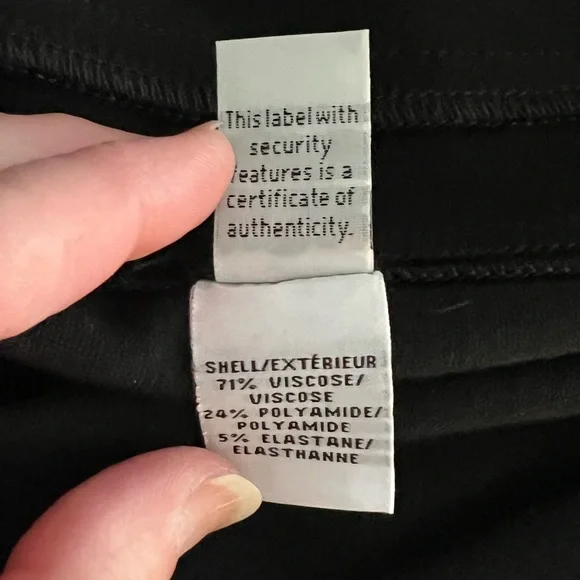 This label with
security
features is a
certificate of
authenticity.
SHELL/EXTÉRIEUR
71% VISCOSE/
VISCOSE
24% POLYAMIDE/
POLYAMIDE
5% ELASTANE/
ELASTHANNE